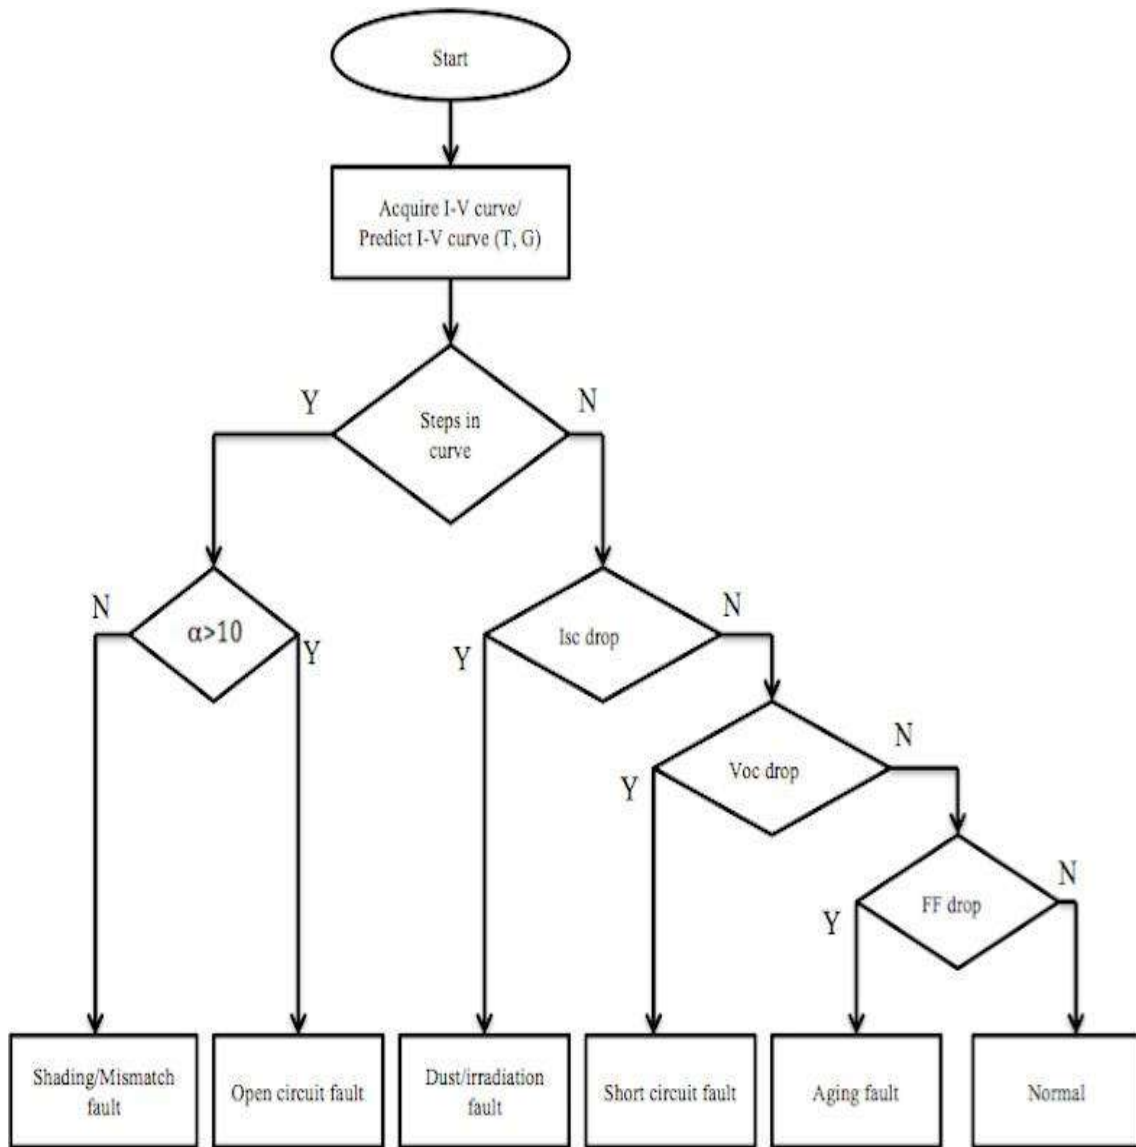 Start
Acquire I-V curve/
Predict I-V curve (T, G)
Y
N
Steps in
curve
N
α>10
Y
Y
Isc drop
N
Y
Voc drop
N
Y
FF drop
N
Shading/Mismatch
fault
Open circuit fault
Dust/irradiation
fault
Short circuit fault
Aging fault
Normal